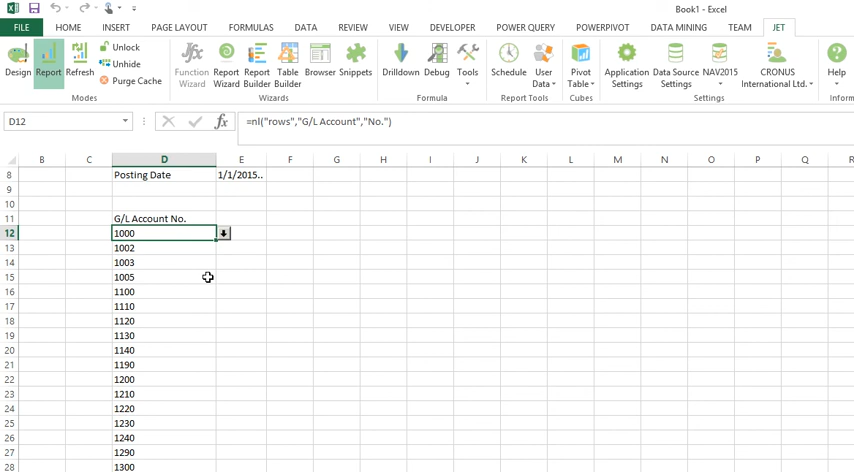 Book1 - Excel
FILE HOME INSERT PAGE LAYOUT FORMULAS DATA REVIEW VIEW DEVELOPER POWER QUERY POWERPIVOT DATA MINING TEAM JET
Design Report Refresh
Unlock
Unhide
Purge Cache
Modes
Function Wizard
Report Wizard
Report Builder
Table Builder
Browser
Snippets
Wizards
Drilldown
Debug
Tools
Formula
Schedule
User Data
Report Tools
Pivot Table
Cubes
Application Settings
Data Source Settings
NAV2015
CRONUS International Ltd.
Settings
Help
Inform
D12 fx =nl("rows","G/L Account","No.")
B C D E F G H I J K L M N O P Q R
8 Posting Date 1/1/2015..
9
10
11 G/L Account No.
12 1000
13 1002
14 1003
15 1005
16 1100
17 1110
18 1120
19 1130
20 1140
21 1190
22 1200
23 1210
24 1220
25 1230
26 1240
27 1290
28 1300